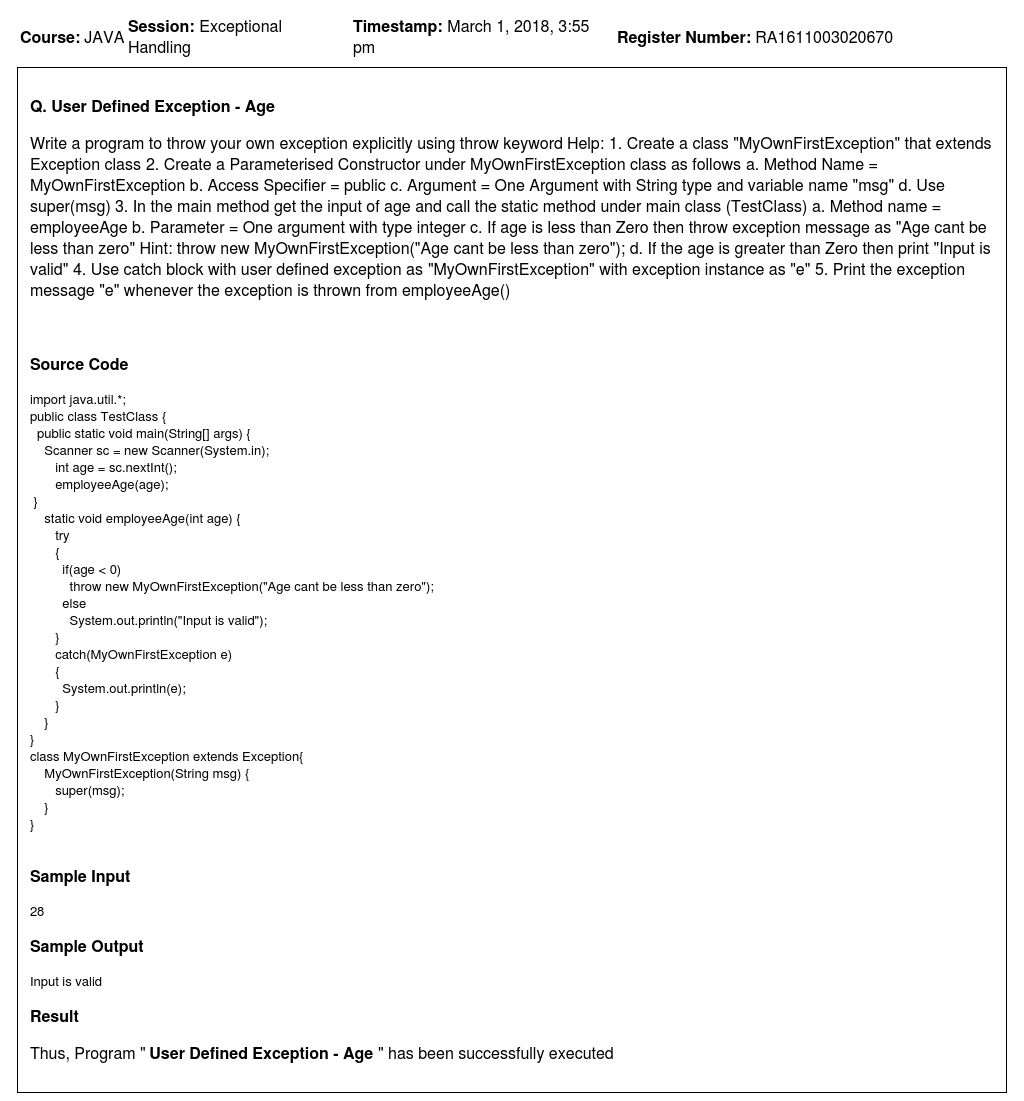 Course: JAVA Session: Exceptional Handling Timestamp: March 1, 2018, 3:55 pm Register Number: RA1611003020670
Q. User Defined Exception - Age
Write a program to throw your own exception explicitly using throw keyword Help: 1. Create a class "MyOwnFirstException" that extends
Exception class 2. Create a Parameterised Constructor under MyOwnFirstException class as follows a. Method Name =
MyOwnFirstException b. Access Specifier = public c. Argument = One Argument with String type and variable name "msg" d. Use
super(msg) 3. In the main method get the input of age and call the static method under main class (TestClass) a. Method name =
employeeAge b. Parameter = One argument with type integer c. If age is less than Zero then throw exception message as "Age cant be
less than zero" Hint: throw new MyOwnFirstException("Age cant be less than zero"); d. If the age is greater than Zero then print "Input is
valid" 4. Use catch block with user defined exception as "MyOwnFirstException" with exception instance as "e" 5. Print the exception
message "e" whenever the exception is thrown from employeeAge()
Source Code
import java.util.*;
public class TestClass {
  public static void main(String[] args) {
    Scanner sc = new Scanner(System.in);
       int age = sc.nextInt();
       employeeAge(age);
 }
    static void employeeAge(int age) {
       try
       {
         if(age < 0)
           throw new MyOwnFirstException("Age cant be less than zero");
         else
           System.out.println("Input is valid");
       }
       catch(MyOwnFirstException e)
       {
         System.out.println(e);
       }
    }
}
class MyOwnFirstException extends Exception{
    MyOwnFirstException(String msg) {
       super(msg);
    }
}
Sample Input
28
Sample Output
Input is valid
Result
Thus, Program " User Defined Exception - Age " has been successfully executed